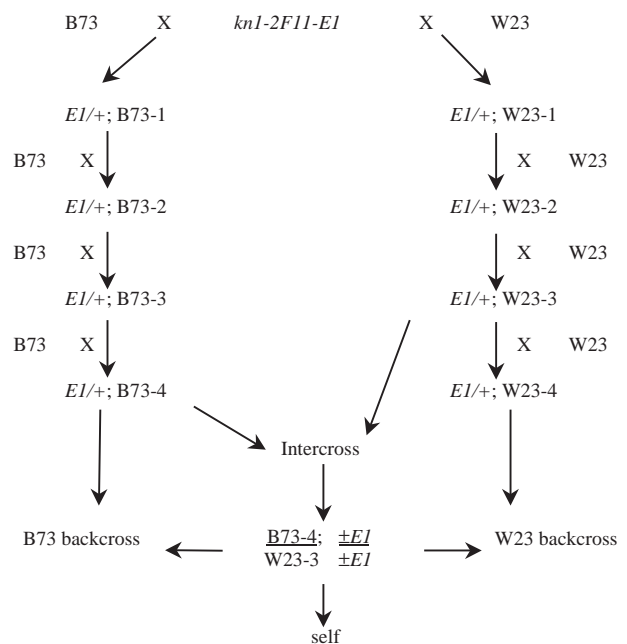 B73 X kn1-2F11-E1 X W23
E1/+; B73-1 E1/+; W23-1
B73 X X W23
E1/+; B73-2 E1/+; W23-2
B73 X X W23
E1/+; B73-3 E1/+; W23-3
B73 X X W23
E1/+; B73-4 E1/+; W23-4
Intercross
B73 backcross B73-4; ±E1 W23 backcross
W23-3 ±E1
self